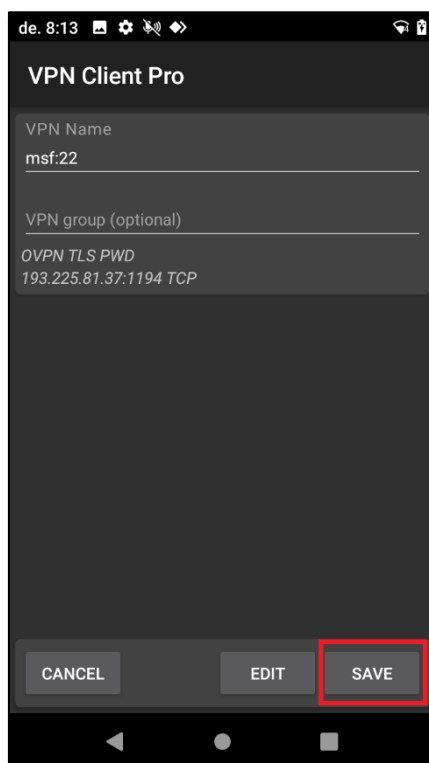 de. 8:13
VPN Client Pro
VPN Name
msf:22
VPN group (optional)
OVPN TLS PWD
193.225.81.37:1194 TCP
CANCEL EDIT SAVE